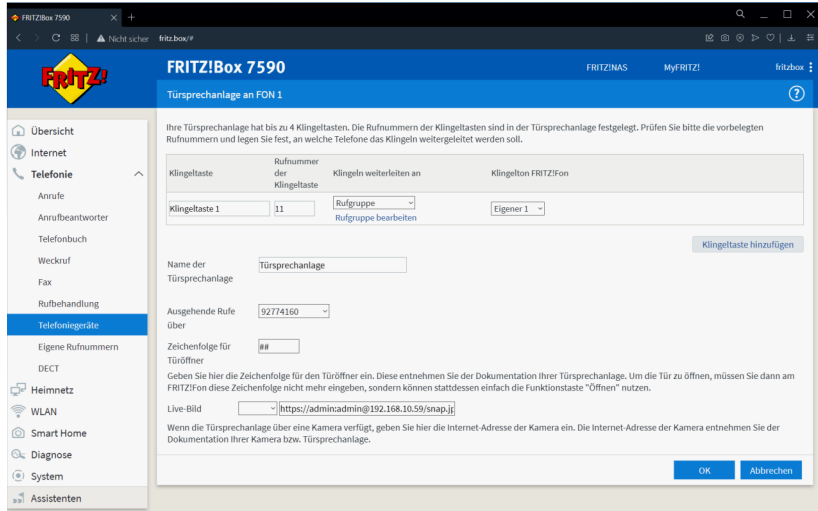 FRITZ!Box 7590
Nicht sicher fritz.box/#
FRITZ!
FRITZ!Box 7590
FRITZ!NAS
MyFRITZ!
fritzbox
Türsprechanlage an FON 1
Übersicht
Internet
Telefonie
Anrufe
Anrufbeantworter
Telefonbuch
Weckruf
Fax
Rufbehandlung
Telefoniegeräte
Eigene Rufnummern
DECT
Heimnetz
WLAN
Smart Home
Diagnose
System
Assistenten
Ihre Türsprechanlage hat bis zu 4 Klingeltasten. Die Rufnummern der Klingeltasten sind in der Türsprechanlage festgelegt. Prüfen Sie bitte die vorbelegten
Rufnummern und legen Sie fest, an welche Telefone das Klingeln weitergeleitet werden soll.
Klingeltaste
Rufnummer
der
Klingeltaste
Klingeln weiterleiten an
Klingelton FRITZ!Fon
Klingeltaste 1
11
Rufgruppe
Rufgruppe bearbeiten
Eigener 1
Klingeltaste hinzufügen
Name der
Türsprechanlage
Türsprechanlage
Ausgehende Rufe
über
92774160
Zeichenfolge für
Türöffner
##
Geben Sie hier die Zeichenfolge für den Türöffner ein. Diese entnehmen Sie der Dokumentation Ihrer Türsprechanlage. Um die Tür zu öffnen, müssen Sie dann am
FRITZ!Fon diese Zeichenfolge nicht mehr eingeben, sondern können stattdessen einfach die Funktionstaste "Öffnen" nutzen.
Live-Bild
https://admin:admin@192.168.10.59/snap.jp
Wenn die Türsprechanlage über eine Kamera verfügt, geben Sie hier die Internet-Adresse der Kamera ein. Die Internet-Adresse der Kamera entnehmen Sie der
Dokumentation Ihrer Kamera bzw. Türsprechanlage.
OK
Abbrechen